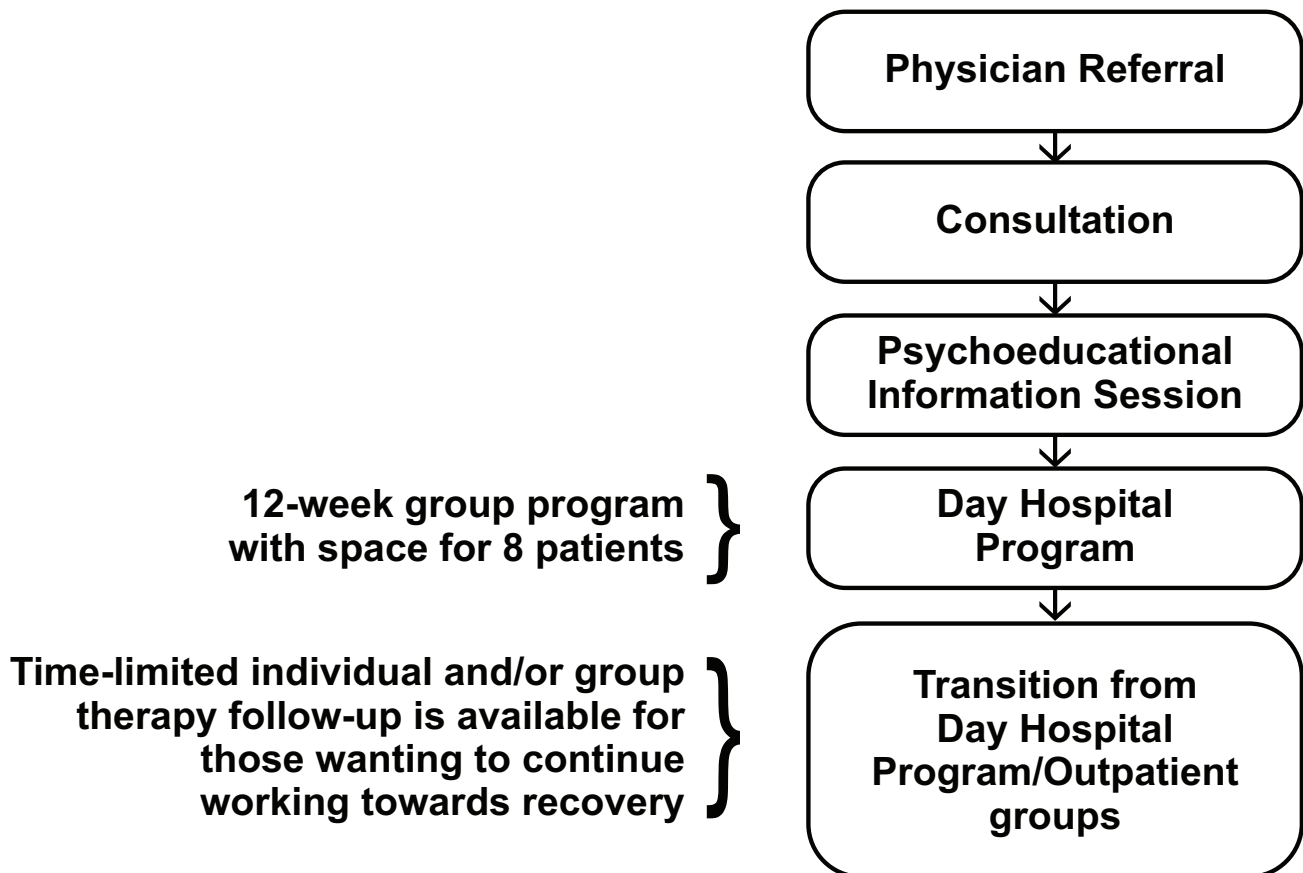 Physician Referral
Consultation
Psychoeducational
Information Session
12-week group program
with space for 8 patients
Day Hospital
Program
Time-limited individual and/or group
therapy follow-up is available for
those wanting to continue
working towards recovery
Transition from
Day Hospital
Program/Outpatient
groups